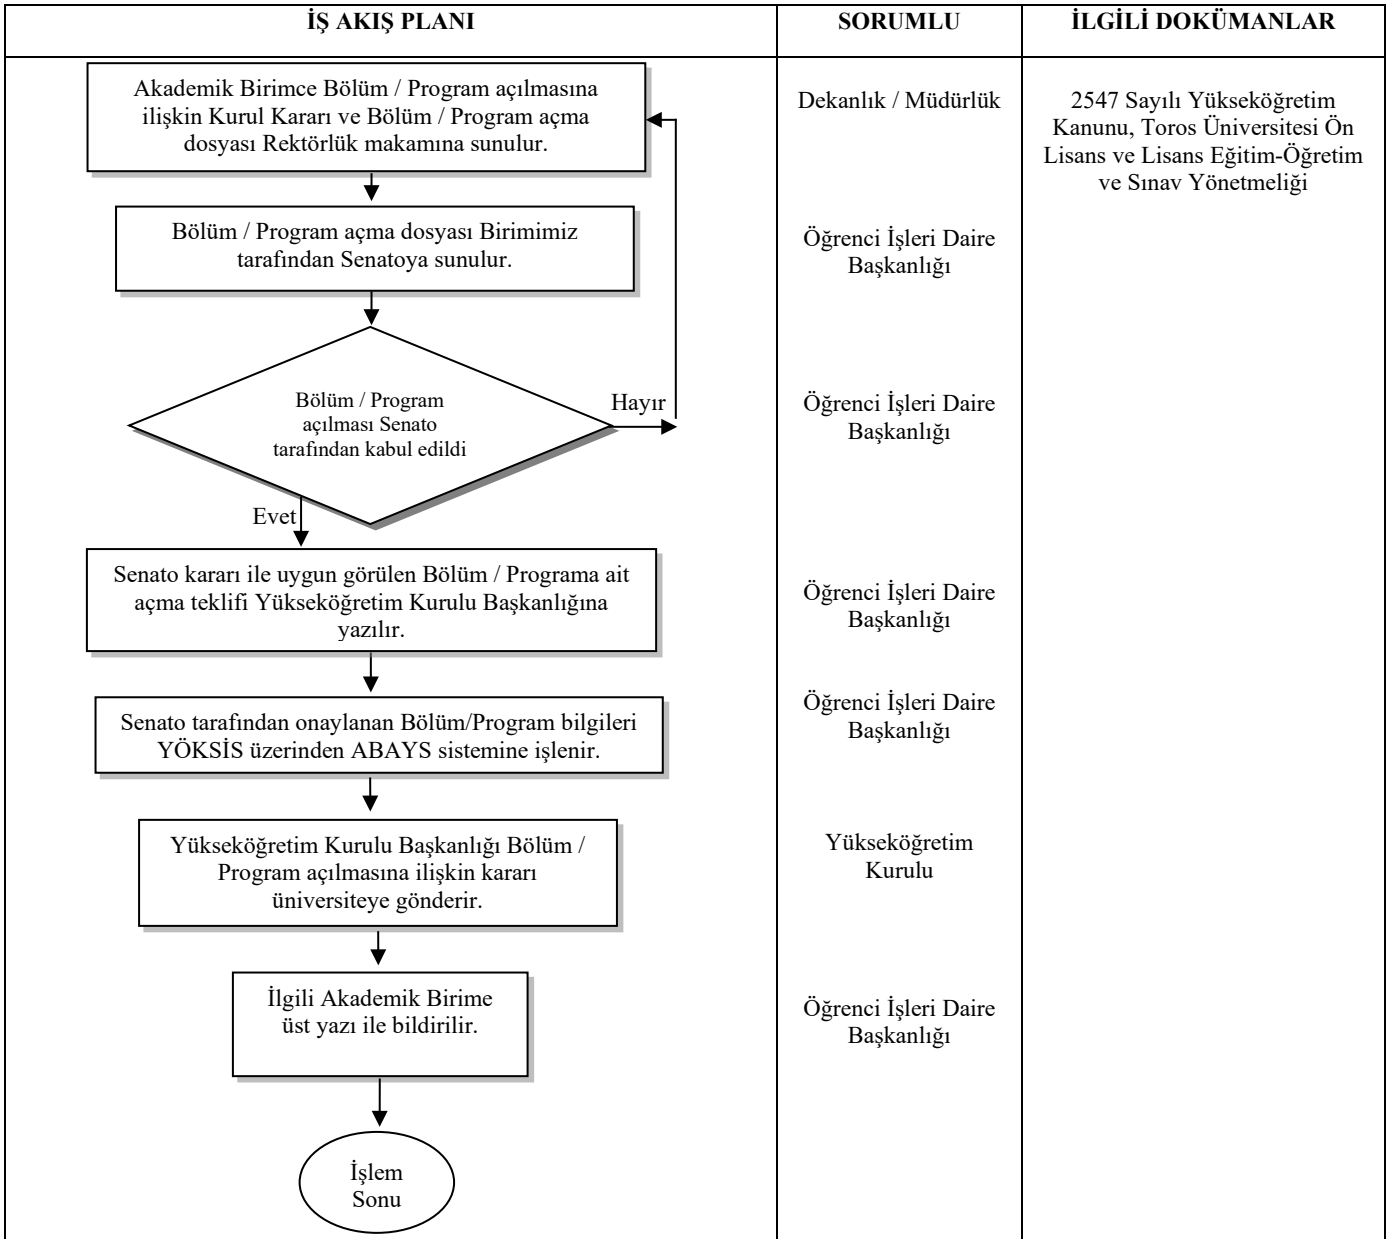 İŞ AKIŞ PLANI
SORUMLU
İLGİLİ DOKÜMANLAR
Akademik Birimce Bölüm / Program açılmasına
ilişkin Kurul Kararı ve Bölüm / Program açma
dosyası Rektörlük makamına sunulur.
Dekanlık / Müdürlük
2547 Sayılı Yükseköğretim
Kanunu, Toros Üniversitesi Ön
Lisans ve Lisans Eğitim-Öğretim
ve Sınav Yönetmeliği
Bölüm / Program açma dosyası Birimimiz
tarafından Senatoya sunulur.
Öğrenci İşleri Daire
Başkanlığı
Bölüm / Program
açılması Senato
tarafından kabul edildi
Hayır
Öğrenci İşleri Daire
Başkanlığı
Evet
Senato kararı ile uygun görülen Bölüm / Programa ait
açma teklifi Yükseköğretim Kurulu Başkanlığına
yazılır.
Öğrenci İşleri Daire
Başkanlığı
Senato tarafından onaylanan Bölüm/Program bilgileri
YÖKSİS üzerinden ABAYS sistemine işlenir.
Öğrenci İşleri Daire
Başkanlığı
Yükseköğretim Kurulu Başkanlığı Bölüm /
Program açılmasına ilişkin kararı
üniversiteye gönderir.
Yükseköğretim
Kurulu
İlgili Akademik Birime
üst yazı ile bildirilir.
Öğrenci İşleri Daire
Başkanlığı
İşlem
Sonu